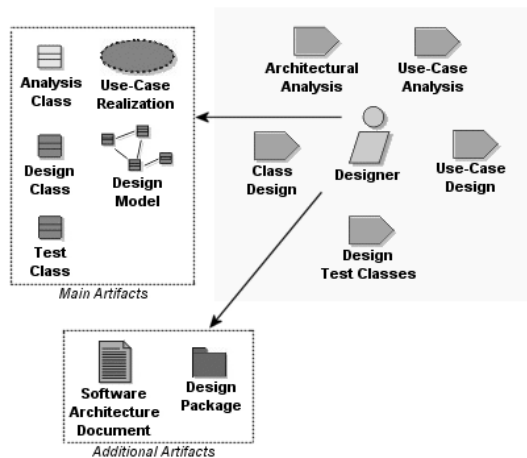 Analysis
Class
Use-Case
Realization
Design
Class
Design
Model
Test
Class
Main Artifacts
Architectural
Analysis
Use-Case
Analysis
Class
Design
Designer
Use-Case
Design
Design
Test Classes
Software
Architecture
Document
Design
Package
Additional Artifacts